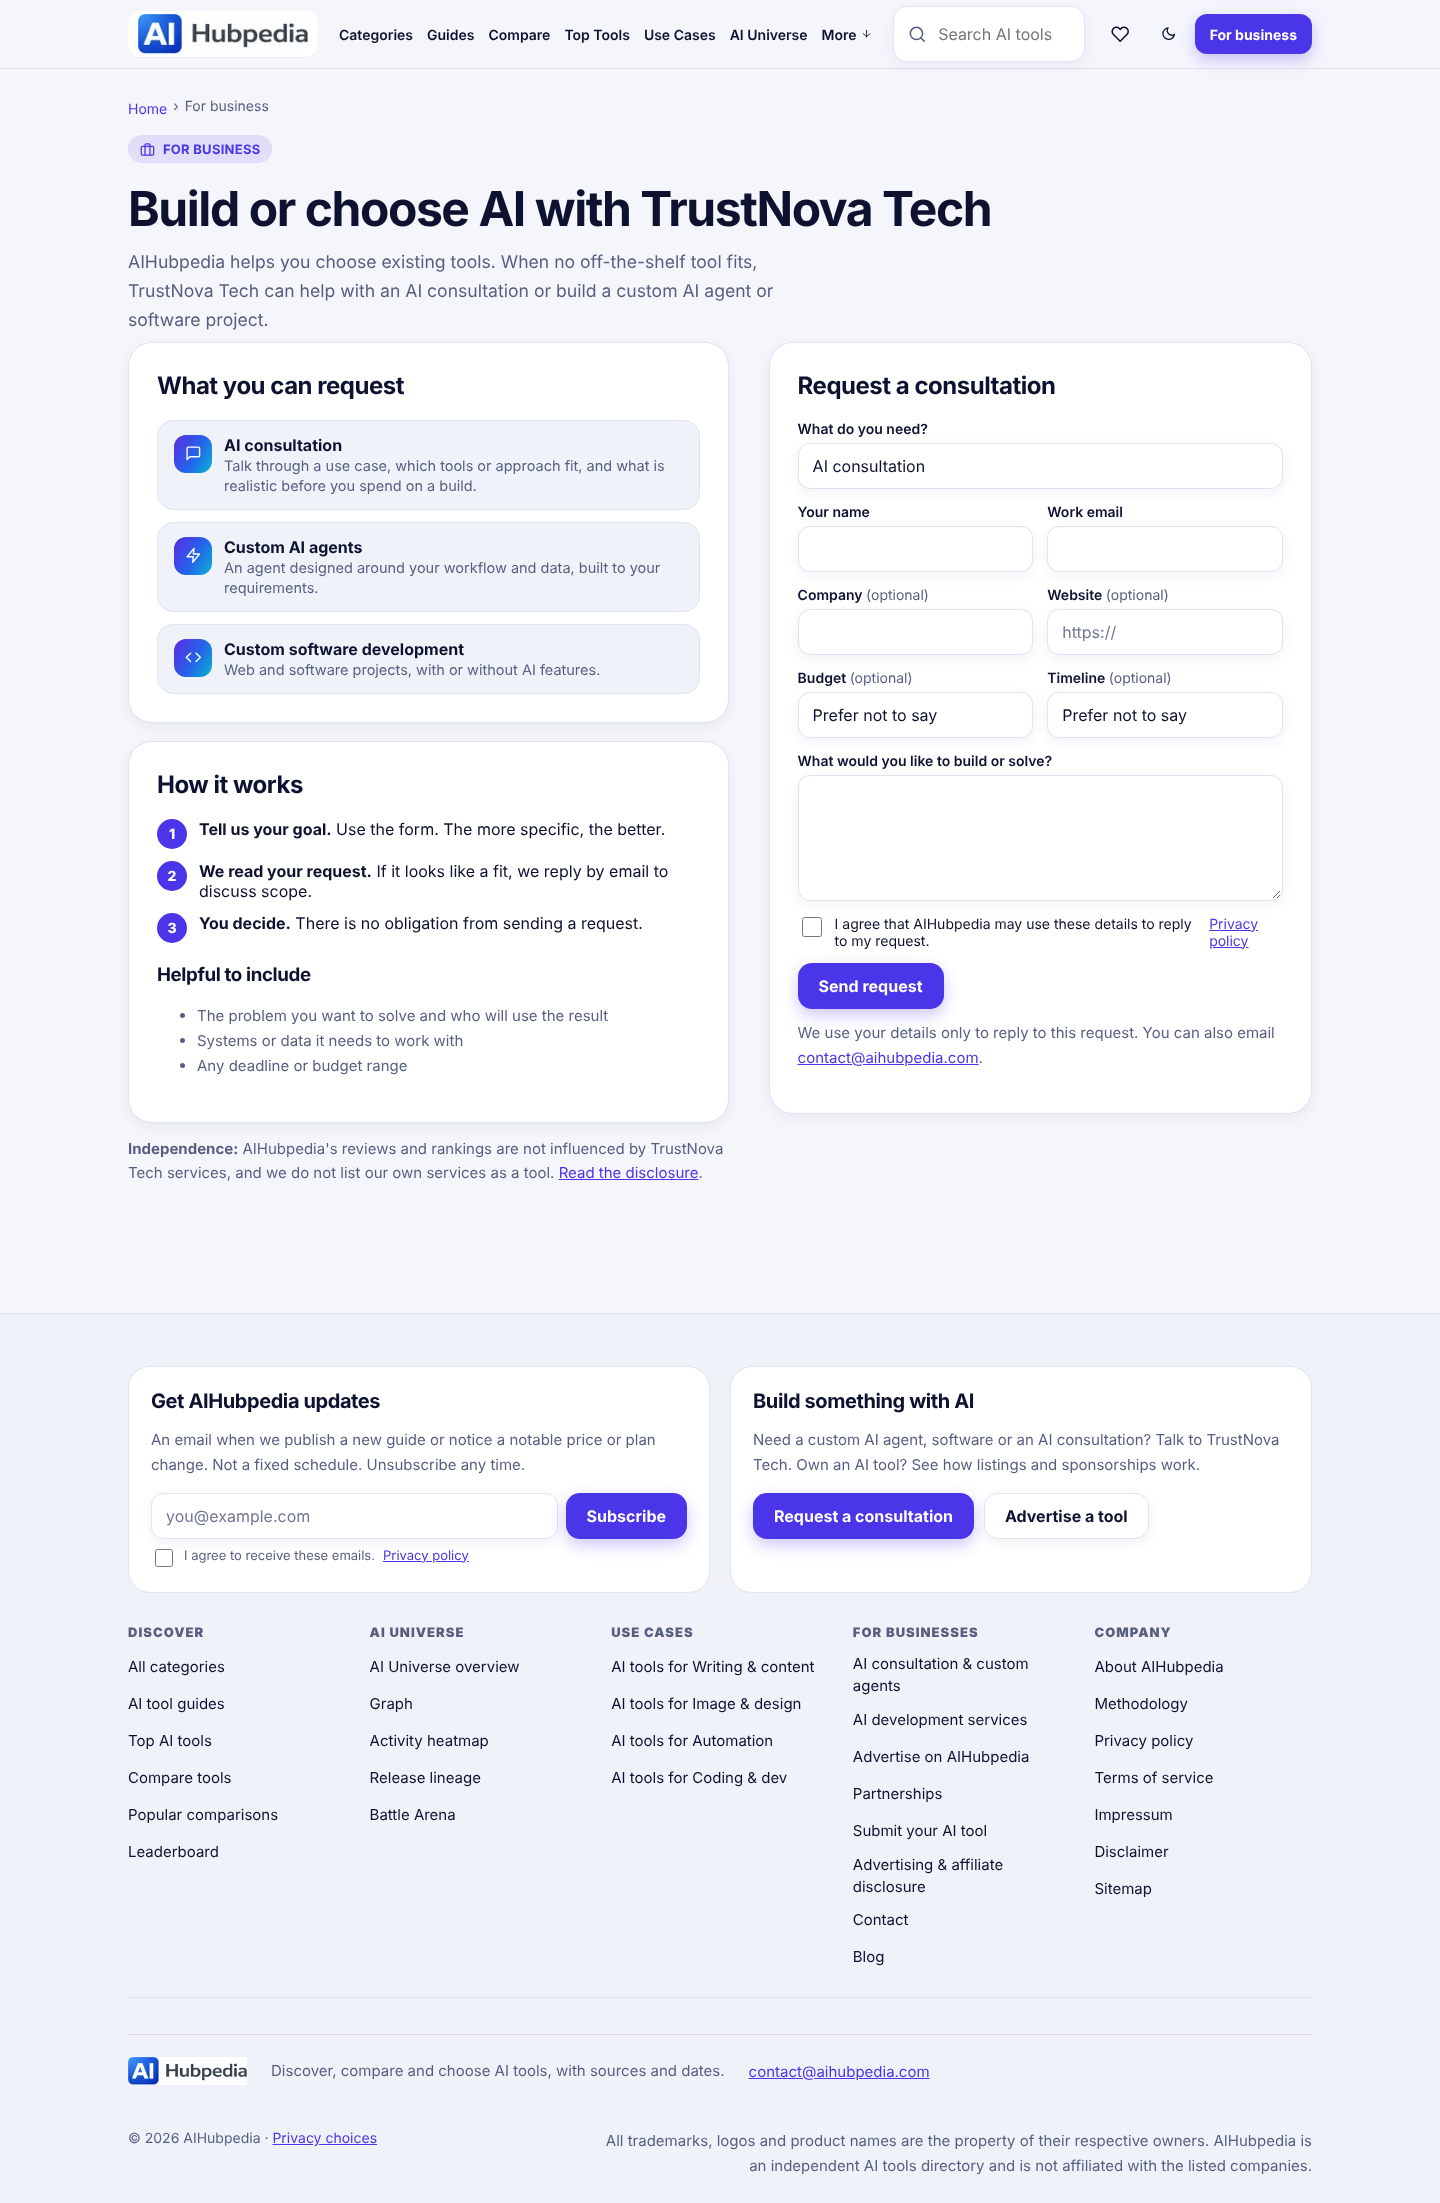 AI Hubpedia
Categories Guides Compare Top Tools Use Cases AI Universe More ↓
Search AI tools
For business
Home › For business
FOR BUSINESS
Build or choose AI with TrustNova Tech
AIHubpedia helps you choose existing tools. When no off-the-shelf tool fits,
TrustNova Tech can help with an AI consultation or build a custom AI agent or
software project.
What you can request
AI consultation
Talk through a use case, which tools or approach fit, and what is
realistic before you spend on a build.
Custom AI agents
An agent designed around your workflow and data, built to your
requirements.
Custom software development
Web and software projects, with or without AI features.
How it works
1 Tell us your goal. Use the form. The more specific, the better.
2 We read your request. If it looks like a fit, we reply by email to
discuss scope.
3 You decide. There is no obligation from sending a request.
Helpful to include
• The problem you want to solve and who will use the result
• Systems or data it needs to work with
• Any deadline or budget range
Independence: AIHubpedia's reviews and rankings are not influenced by TrustNova
Tech services, and we do not list our own services as a tool. Read the disclosure.
Request a consultation
What do you need?
AI consultation
Your name Work email
Company (optional) Website (optional)
https://
Budget (optional) Timeline (optional)
Prefer not to say Prefer not to say
What would you like to build or solve?
I agree that AIHubpedia may use these details to reply
to my request.
Privacy
policy
Send request
We use your details only to reply to this request. You can also email
contact@aihubpedia.com.
Get AIHubpedia updates
An email when we publish a new guide or notice a notable price or plan
change. Not a fixed schedule. Unsubscribe any time.
you@example.com
Subscribe
I agree to receive these emails. Privacy policy
Build something with AI
Need a custom AI agent, software or an AI consultation? Talk to TrustNova
Tech. Own an AI tool? See how listings and sponsorships work.
Request a consultation
Advertise a tool
DISCOVER
All categories
AI tool guides
Top AI tools
Compare tools
Popular comparisons
Leaderboard
AI UNIVERSE
AI Universe overview
Graph
Activity heatmap
Release lineage
Battle Arena
USE CASES
AI tools for Writing & content
AI tools for Image & design
AI tools for Automation
AI tools for Coding & dev
FOR BUSINESSES
AI consultation & custom
agents
AI development services
Advertise on AIHubpedia
Partnerships
Submit your AI tool
Advertising & affiliate
disclosure
Contact
Blog
COMPANY
About AIHubpedia
Methodology
Privacy policy
Terms of service
Impressum
Disclaimer
Sitemap
AI Hubpedia
Discover, compare and choose AI tools, with sources and dates.
contact@aihubpedia.com
© 2026 AIHubpedia · Privacy choices
All trademarks, logos and product names are the property of their respective owners. AIHubpedia is
an independent AI tools directory and is not affiliated with the listed companies.